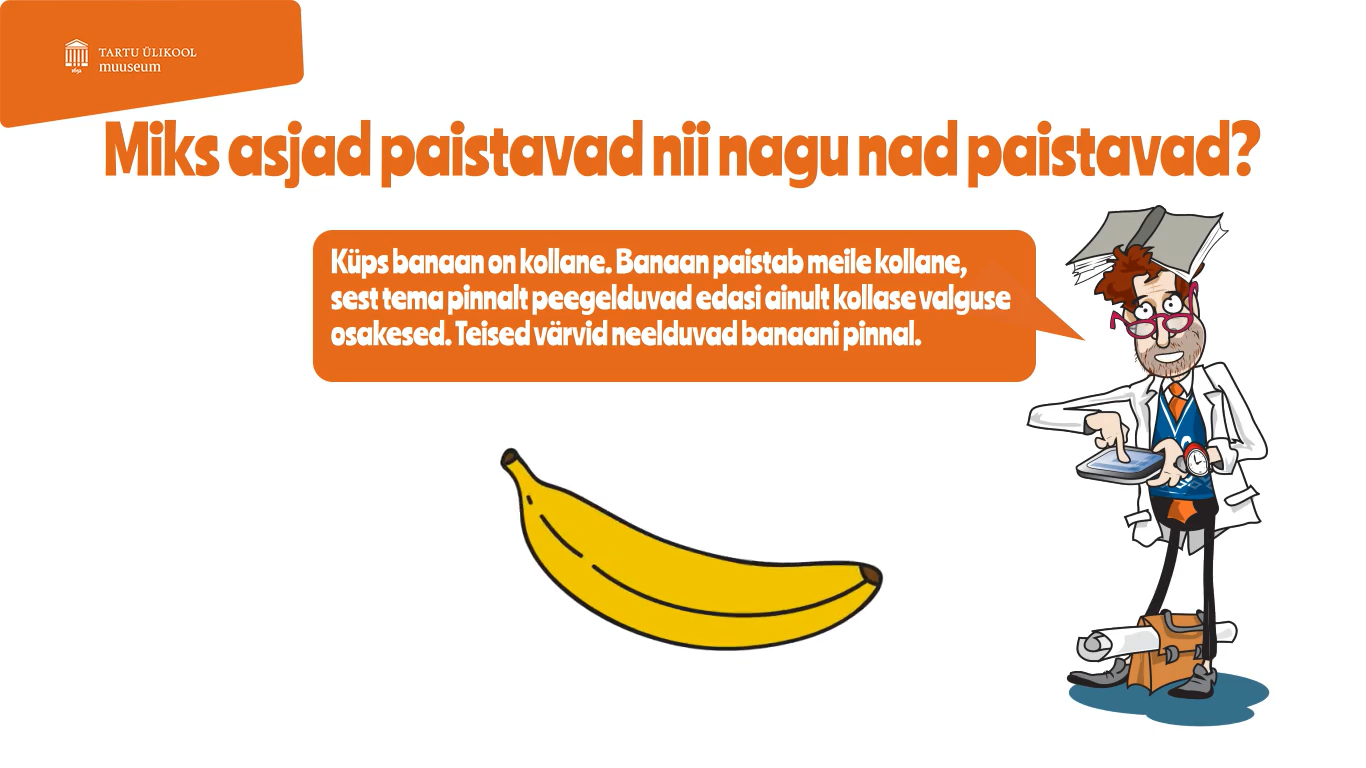 TARTU ÜLIKOOL
muuseum
1632
Miks asjad paistavad nii nagu nad paistavad?
Küps banaan on kollane. Banaan paistab meile kollane,
sest tema pinnalt peegelduvad edasi ainult kollase valguse
osakesed. Teised värvid neelduvad banaani pinnal.